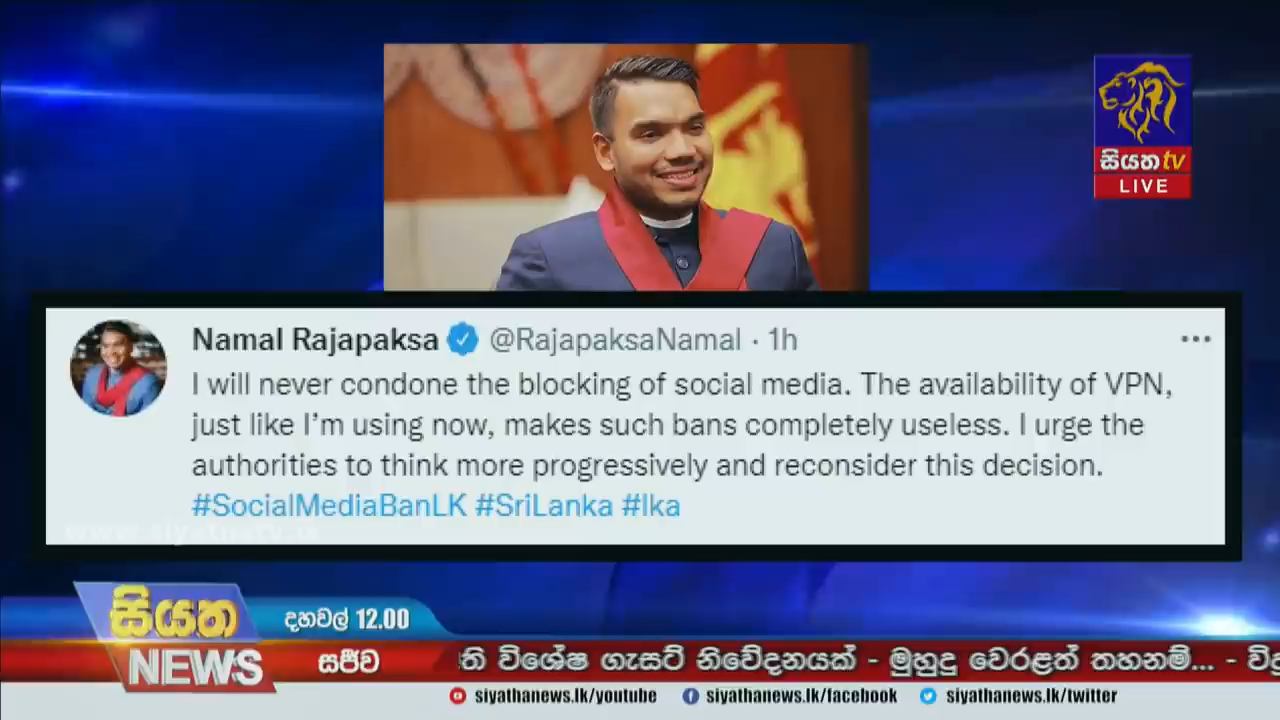 සියත tv
LIVE
Namal Rajapaksa @RajapaksaNamal · 1h
I will never condone the blocking of social media. The availability of VPN,
just like I'm using now, makes such bans completely useless. I urge the
authorities to think more progressively and reconsider this decision.
#SocialMediaBanLK #SriLanka #lka
www.siyathatv.lk
සියත
NEWS
දහවල් 12.00
සජීව
ති විශේෂ ගැසට් නිවේදනයක් - මුහුදු වෙරළත් තහනම්... -
siyathanews.lk/youtube siyathanews.lk/facebook siyathanews.lk/twitter